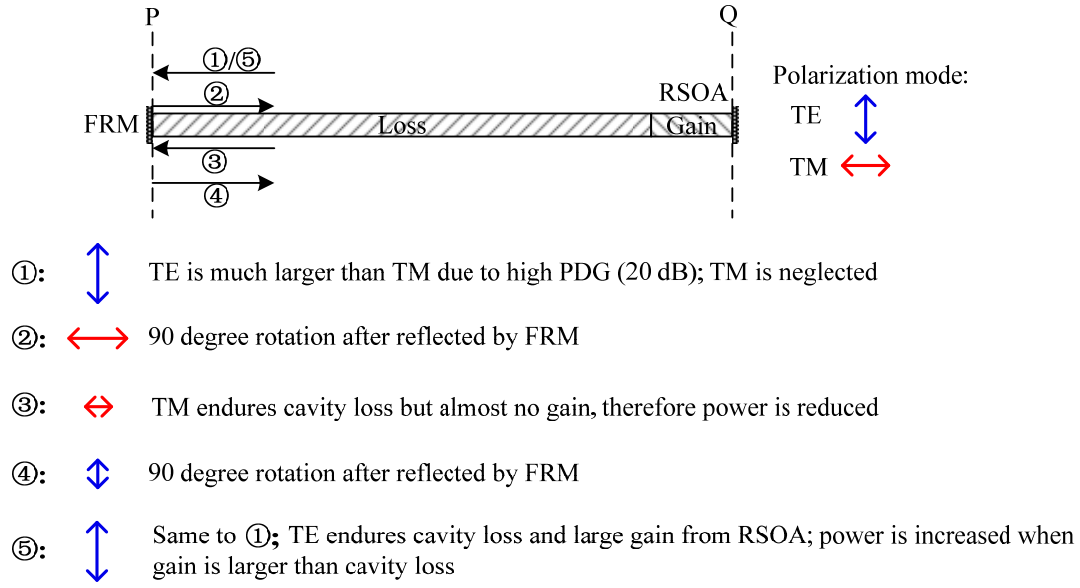 P
Q
①/⑤
②
RSOA
FRM
Loss
Gain
③
④
Polarization mode:
TE
TM
①: TE is much larger than TM due to high PDG (20 dB); TM is neglected
②: 90 degree rotation after reflected by FRM
③: TM endures cavity loss but almost no gain, therefore power is reduced
④: 90 degree rotation after reflected by FRM
⑤: Same to ①; TE endures cavity loss and large gain from RSOA; power is increased when
gain is larger than cavity loss